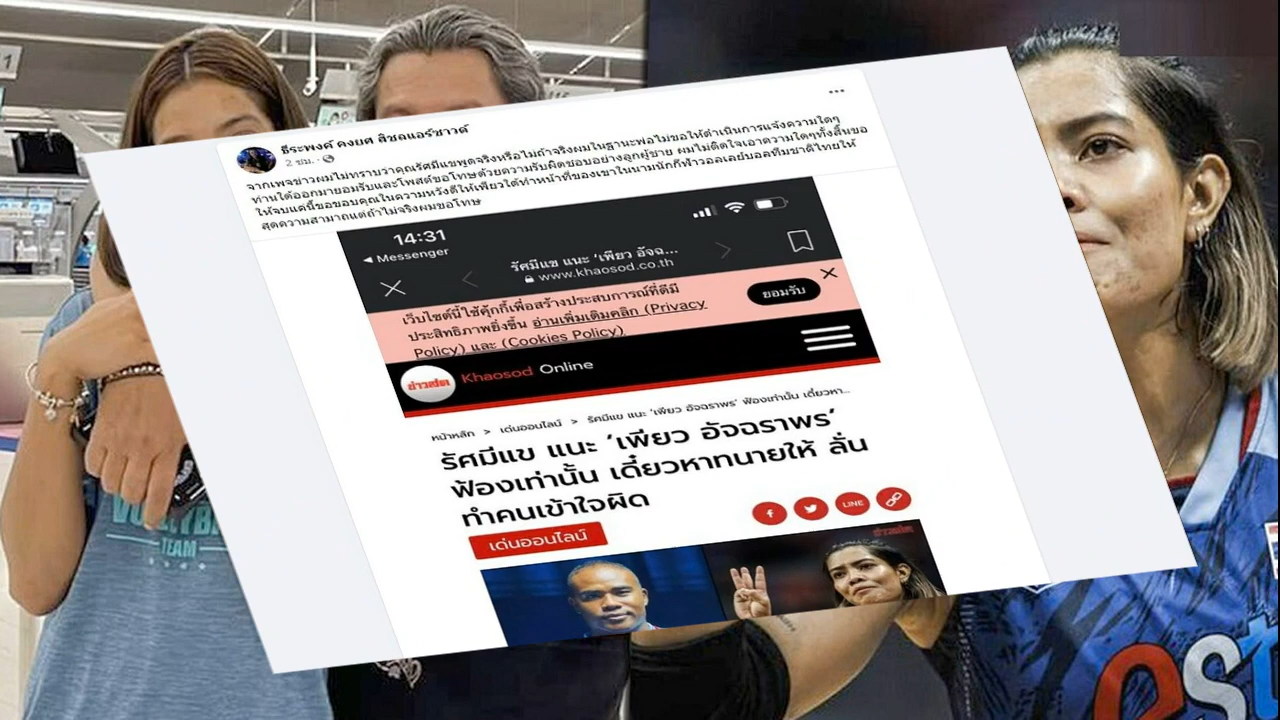 ธีระพงค์ คงยศ สิชลแอร์ซาวด์
2 ชม.
จากเพจข่าวผมไม่ทราบว่าคุณรัศมีแขพูดจริงหรือไม่ถ้าจริงผมในฐานะพ่อไม่ขอให้ดำเนินการแจ้งความใดๆ
ท่านได้ออกมายอมรับและโพสต์ขอโทษด้วยความรับผิดชอบอย่างลูกผู้ชาย ผมไม่ติดใจเอาความใดๆทั้งสิ้นขอ
ให้จบแค่นี้ขอขอบคุณในความหวังดีให้เพียวได้ทำหน้าที่ของเขาในนามนักกีฬาวอลเลย์บอลทีมชาติไทยให้
สุดความสามาถแต่ถ้าไม่จริงผมขอโทษ
14:31
Messenger
รัศมีแข แนะ ‘เพียว อัจฉ...
www.khaosod.co.th
เว็บไซต์นี้ใช้คุ้กกี้เพื่อสร้างประสบการณ์ที่ดีมี
ประสิทธิภาพยิ่งขึ้น อ่านเพิ่มเติมคลิก (Privacy
Policy) และ (Cookies Policy)
ยอมรับ
ข่าวสด Khaosod Online
หน้าหลัก > เด่นออนไลน์ > รัศมีแข แนะ ‘เพียว อัจฉราพร’ ฟ้องเท่านั้น เดี๋ยวหา...
รัศมีแข แนะ ‘เพียว อัจฉราพร’
ฟ้องเท่านั้น เดี๋ยวหาทนายให้ ลั่น
ทำคนเข้าใจผิด
เด่นออนไลน์
LINE
ข่าวสด
TEAM
est